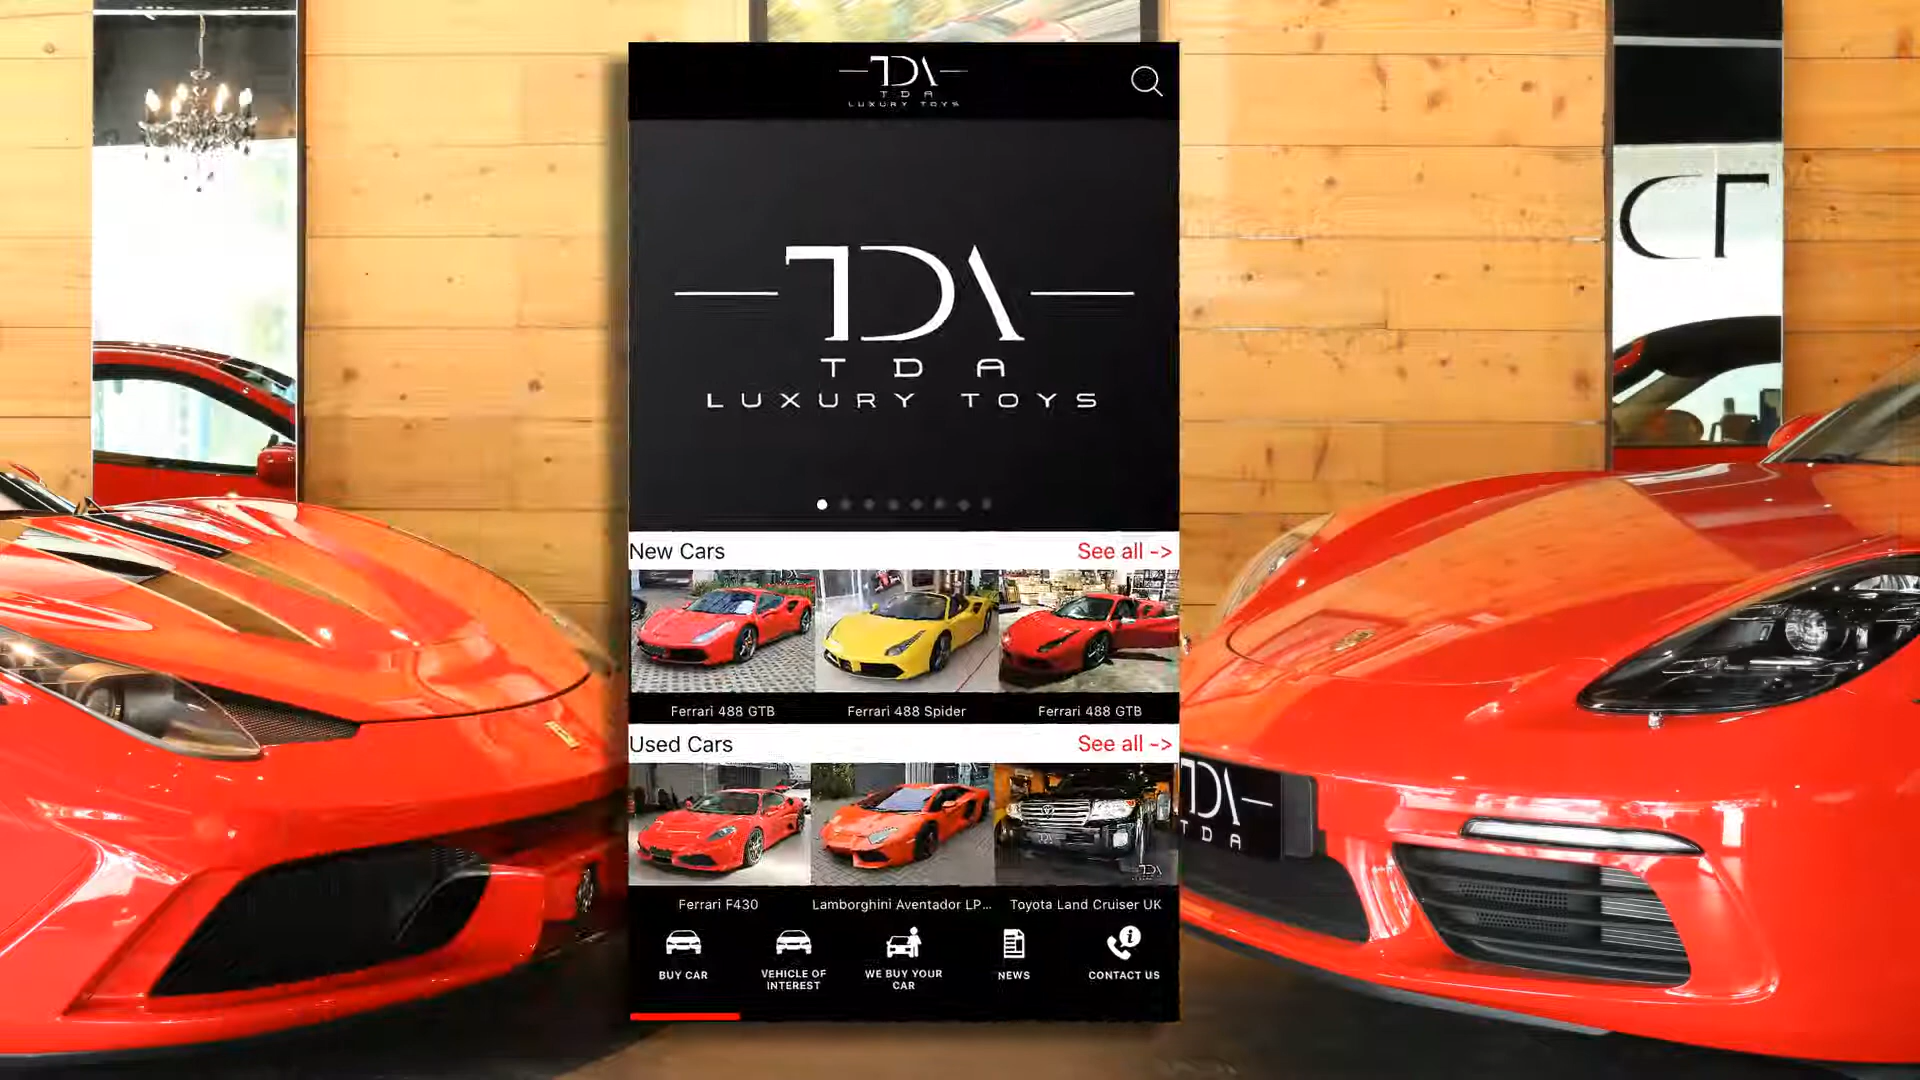 TDA
TDA
LUXURY TOYS
TDA
TDA
LUXURY TOYS
New Cars
See all ->
Ferrari 488 GTB
Ferrari 488 Spider
Ferrari 488 GTB
Used Cars
See all ->
TDA
TDA
Ferrari F430
Lamborghini Aventador LP...
Toyota Land Cruiser UK
BUY CAR
VEHICLE OF
INTEREST
WE BUY YOUR
CAR
NEWS
CONTACT US